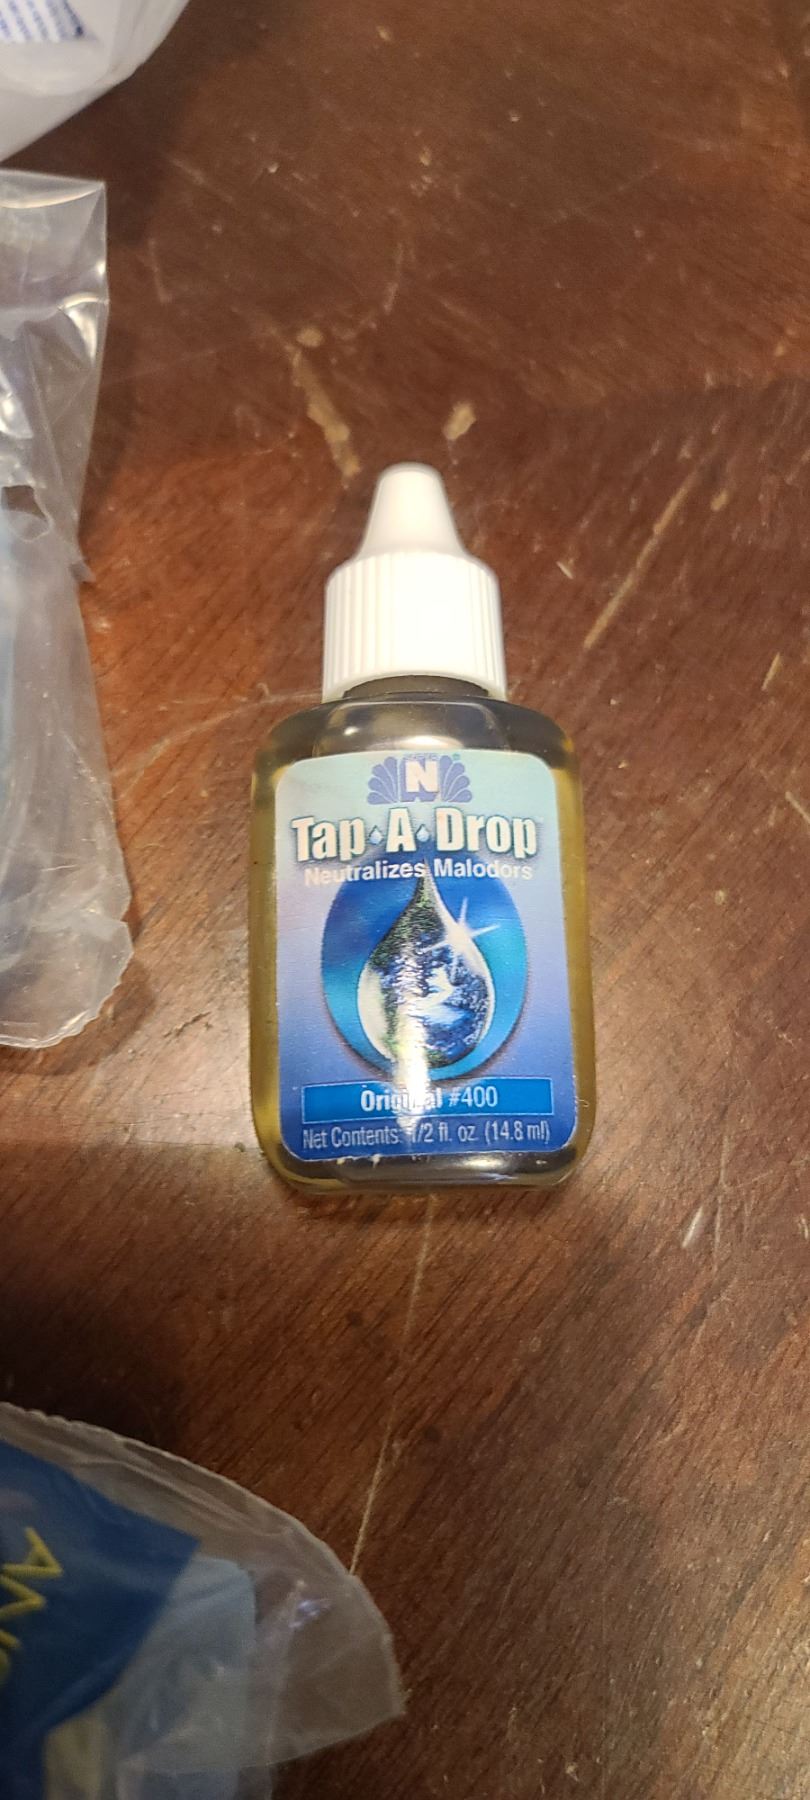 N
Tap A Drop
Neutralizes Malodors
Original #400
Net Contents: 1/2 fl. oz. (14.8 ml)